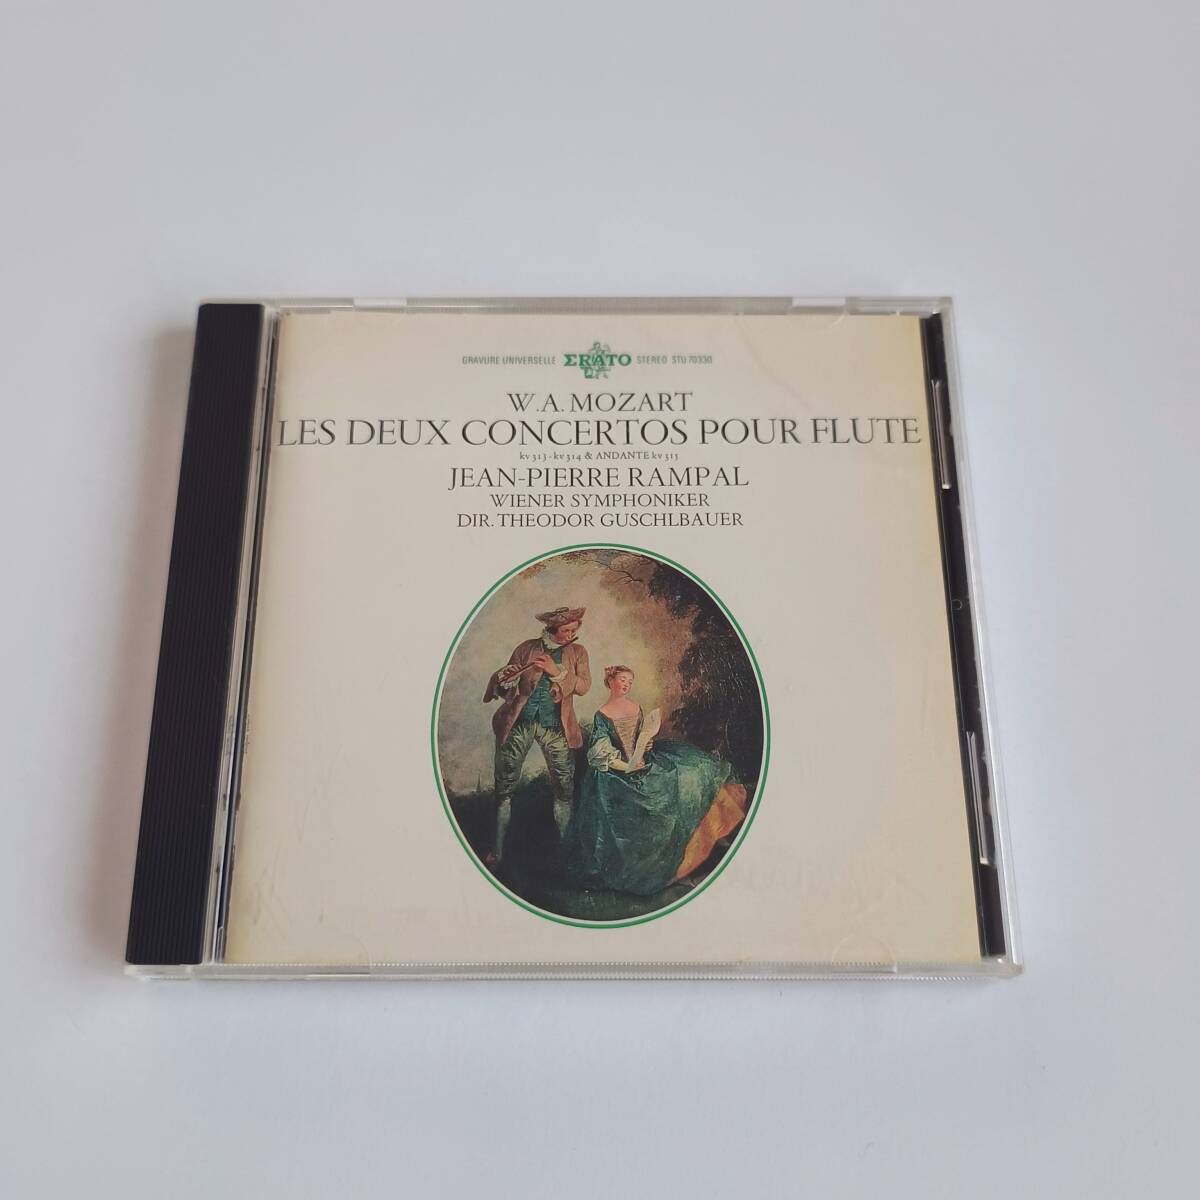 GRAVURE UNIVERSELLE ΣRATO STEREO STU 70330
W.A. MOZART
LES DEUX CONCERTOS POUR FLUTE
kv 313 - kv 314 & ANDANTE kv 315
JEAN-PIERRE RAMPAL
WIENER SYMPHONIKER
DIR. THEODOR GUSCHLBAUER